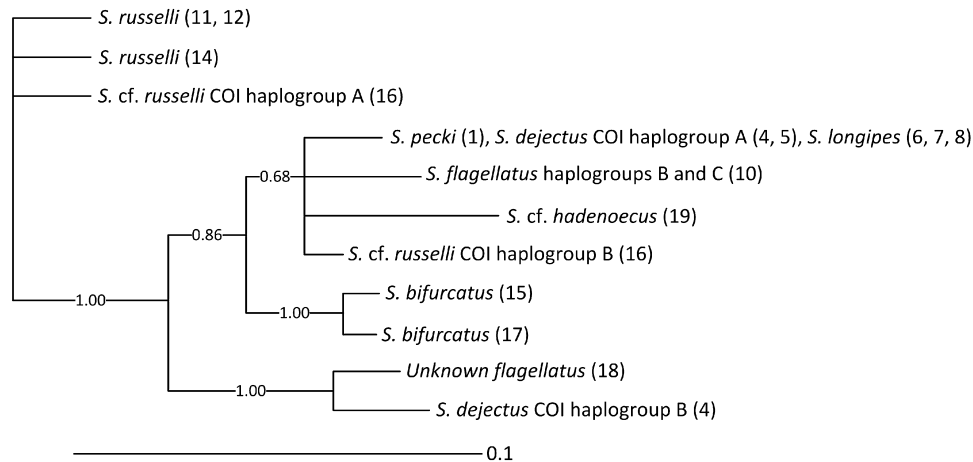 S. russelli (11, 12)
S. russelli (14)
S. cf. russelli COI haplogroup A (16)
S. pecki (1), S. dejectus COI haplogroup A (4, 5), S. longipes (6, 7, 8)
0.68
S. flagellatus haplogroups B and C (10)
S. cf. hadenoecus (19)
0.86
S. cf. russelli COI haplogroup B (16)
S. bifurcatus (15)
1.00
1.00
S. bifurcatus (17)
Unknown flagellatus (18)
1.00
S. dejectus COI haplogroup B (4)
0.1